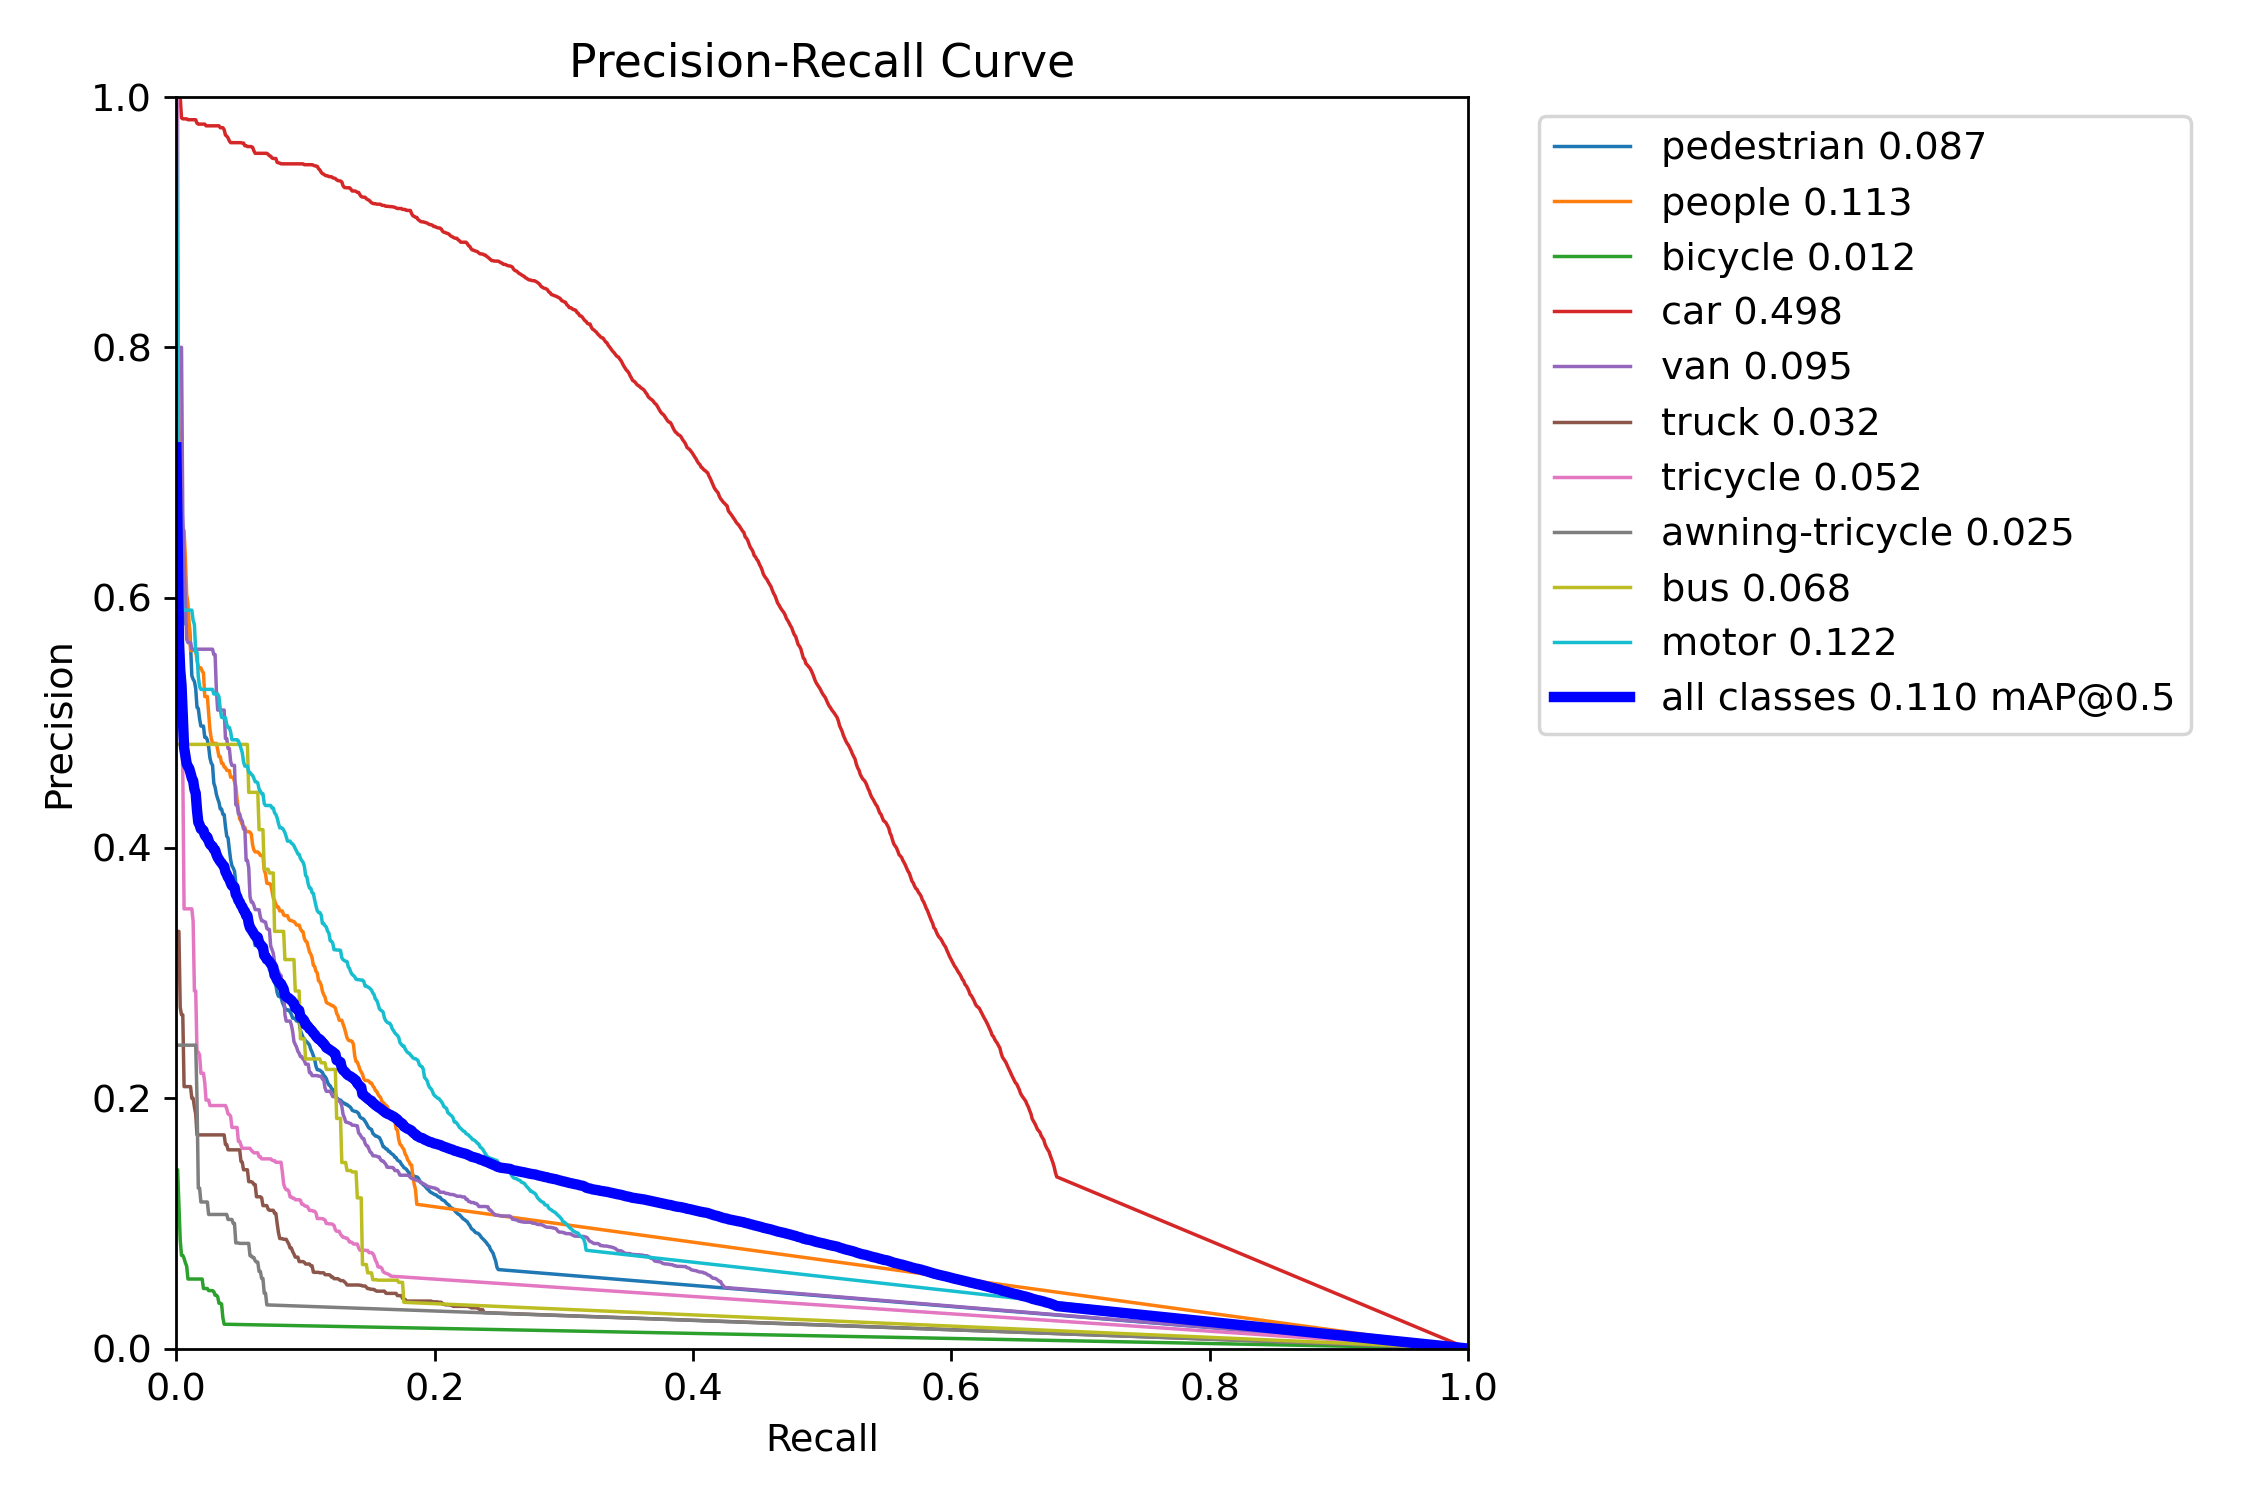 Precision-Recall Curve
1.0
0.8
0.6
0.4
0.2
0.0
Precision
0.0 0.2 0.4 0.6 0.8 1.0
Recall
pedestrian 0.087
people 0.113
bicycle 0.012
car 0.498
van 0.095
truck 0.032
tricycle 0.052
awning-tricycle 0.025
bus 0.068
motor 0.122
all classes 0.110 mAP@0.5